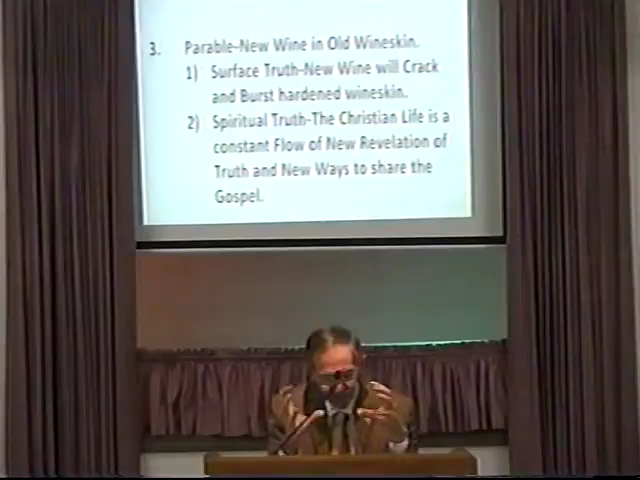 3. Parable-New Wine in Old Wineskin.
1) Surface Truth-New Wine will Crack
and Burst hardened wineskin.
2) Spiritual Truth-The Christian Life is a
constant Flow of New Revelation of
Truth and New Ways to share the
Gospel.